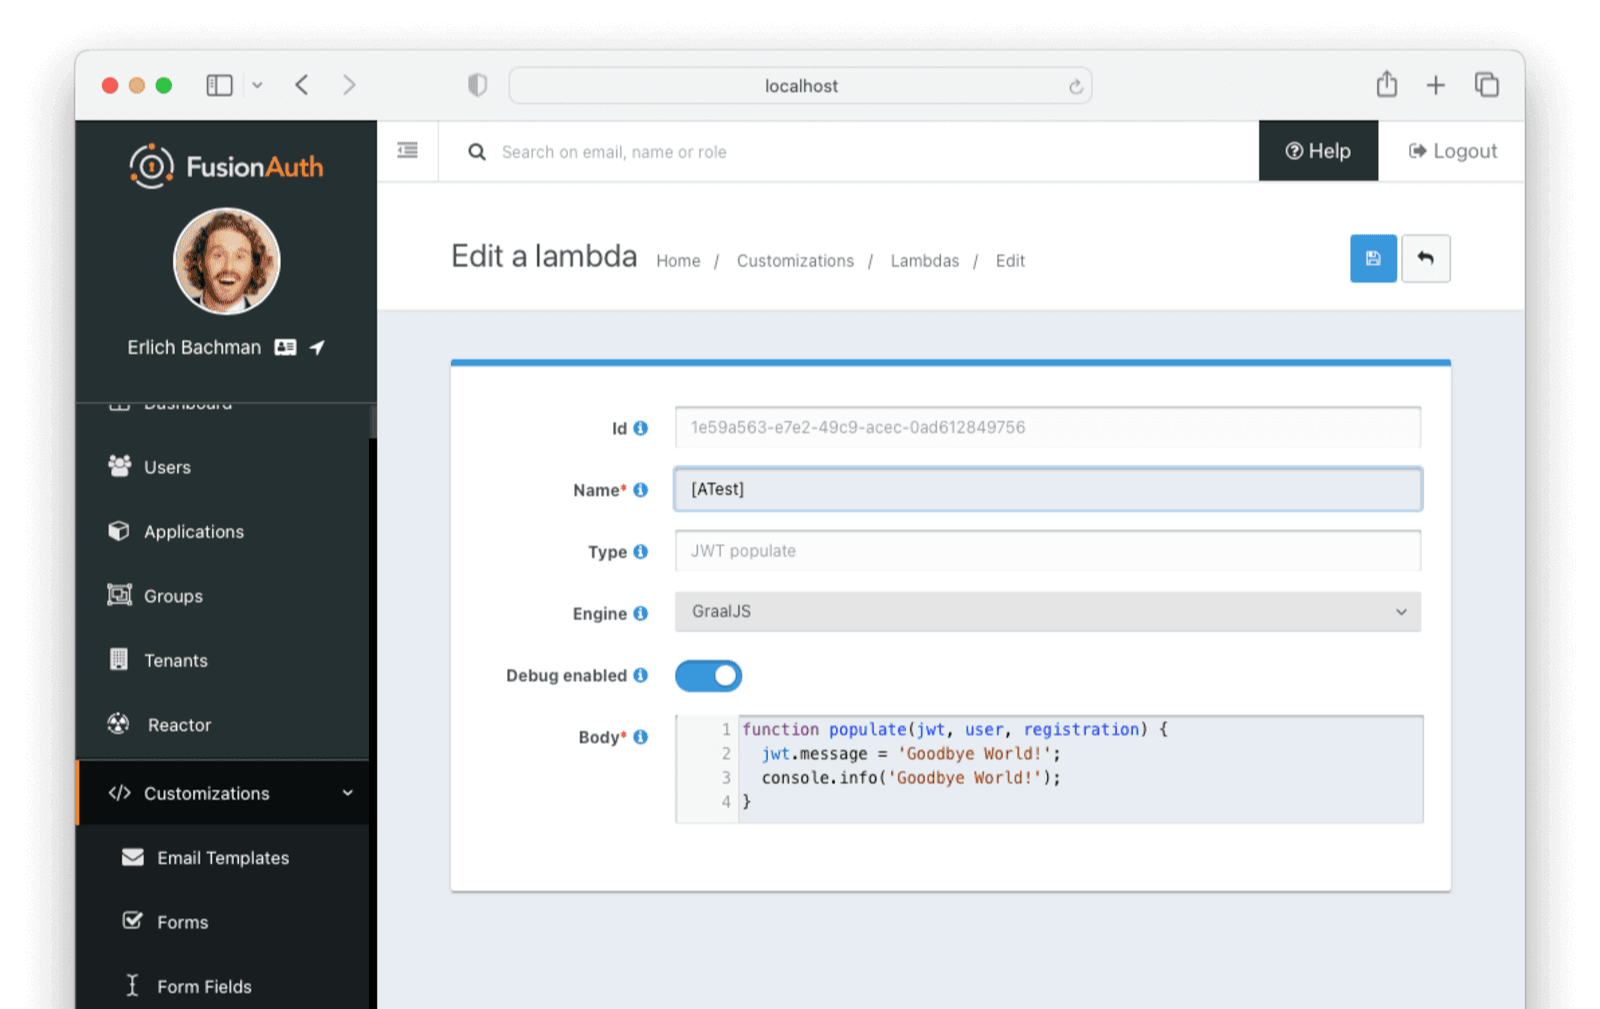 localhost
FusionAuth
Search on email, name or role
Help
Logout
Erlich Bachman
Dashboard
Users
Applications
Groups
Tenants
Reactor
Customizations
Email Templates
Forms
Form Fields
Edit a lambda
Home / Customizations / Lambdas / Edit
Id 1e59a563-e7e2-49c9-acec-0ad612849756
Name* [ATest]
Type JWT populate
Engine GraalJS
Debug enabled
Body*
1 function populate(jwt, user, registration) {
2   jwt.message = 'Goodbye World!';
3   console.info('Goodbye World!');
4 }